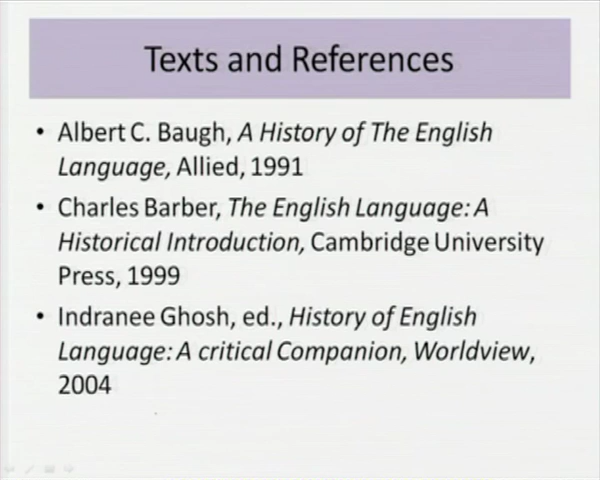 Texts and References
• Albert C. Baugh, A History of The English
Language, Allied, 1991
• Charles Barber, The English Language: A
Historical Introduction, Cambridge University
Press, 1999
• Indranee Ghosh, ed., History of English
Language: A critical Companion, Worldview,
2004